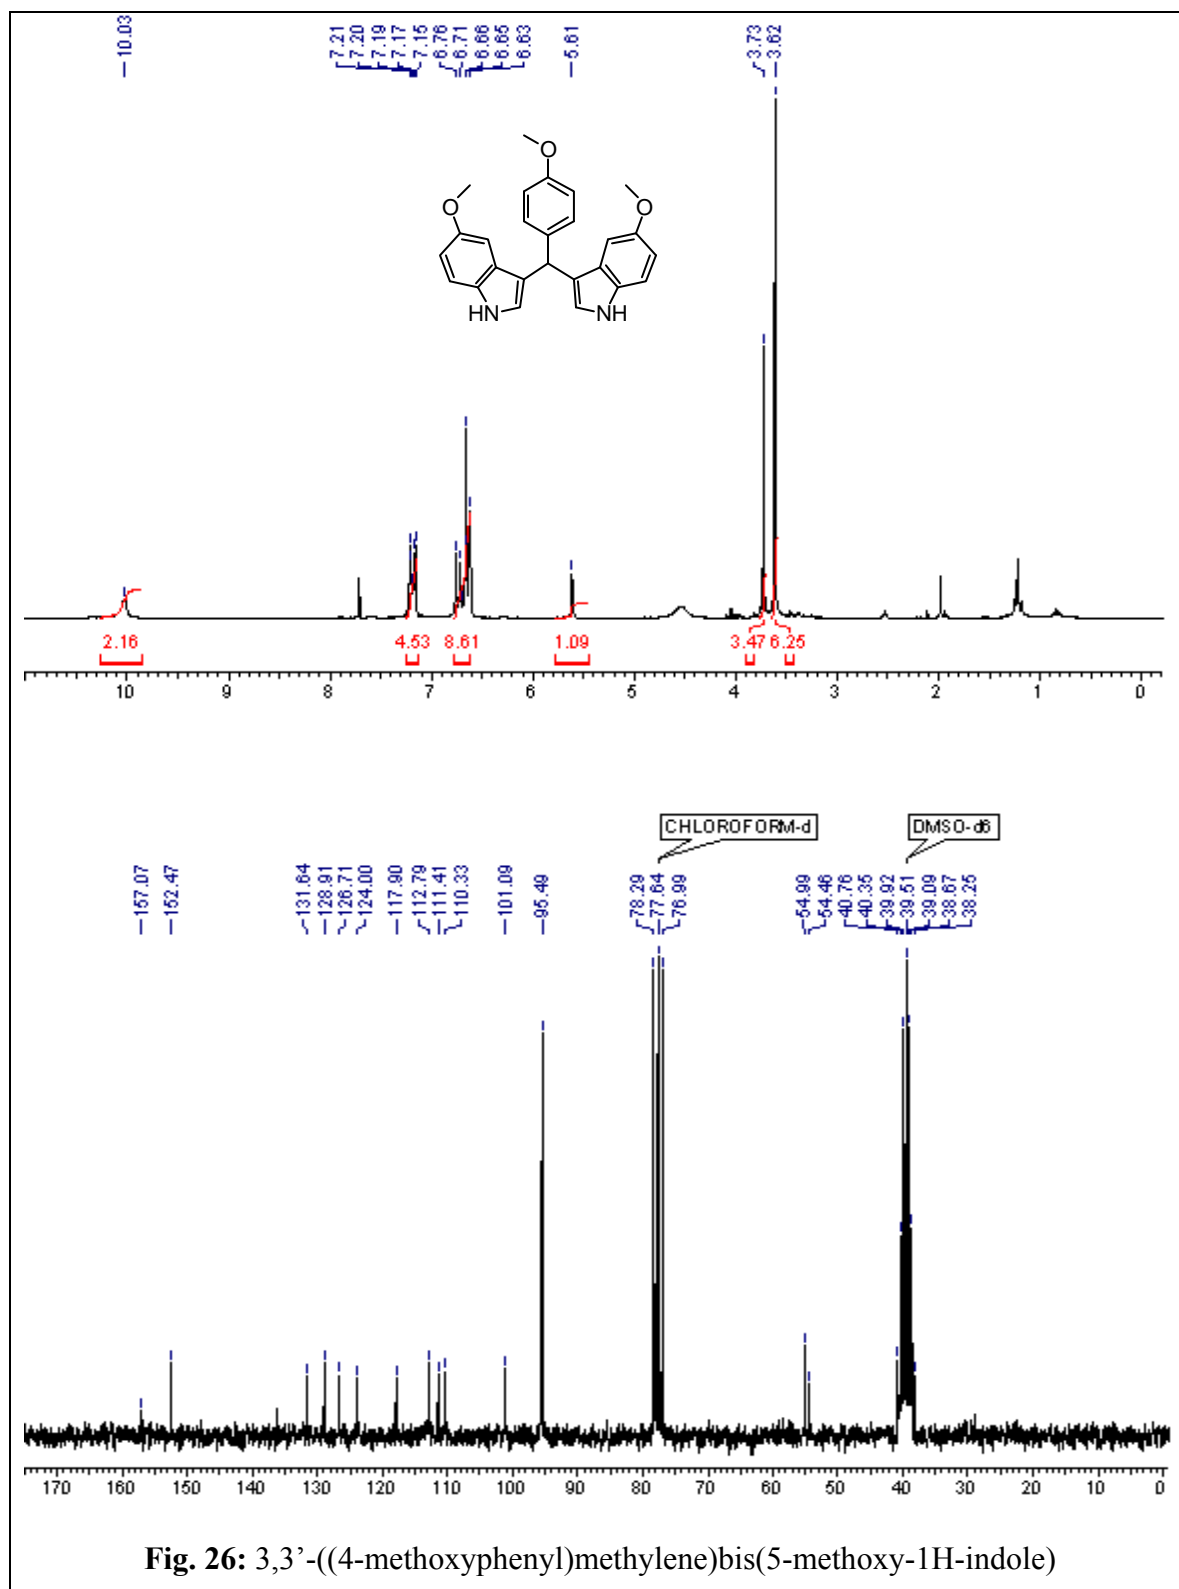 10.03 7.21 7.20 7.19 7.17 7.15 6.76 6.71 6.66 6.65 6.63 5.61 3.73 3.62
O
O O
HN NH
2.16 4.53 8.61 1.09 3.47 6.25
10 9 8 7 6 5 4 3 2 1 0
CHLOROFORM-d DMSO-d6
157.07 152.47 131.64 128.91 126.71 124.00 117.90 112.79 111.41 110.33 101.09 95.49 78.29 77.64 76.99 54.99 54.46 40.76 40.35 39.92 39.51 39.09 38.67 38.25
170 160 150 140 130 120 110 100 90 80 70 60 50 40 30 20 10 0
Fig. 26: 3,3’-((4-methoxyphenyl)methylene)bis(5-methoxy-1H-indole)